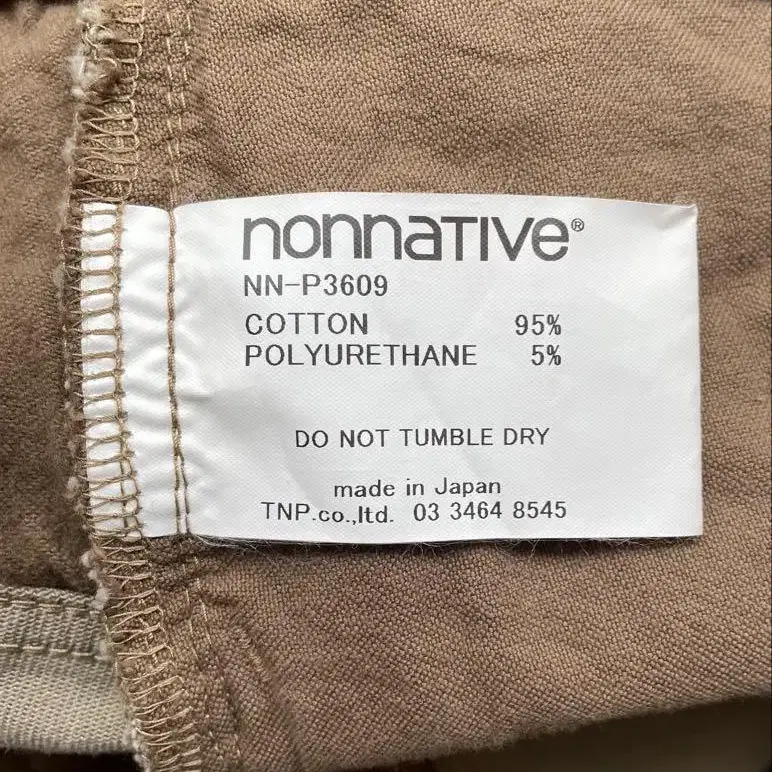 nonnative®
NN-P3609
COTTON 95%
POLYURETHANE 5%
DO NOT TUMBLE DRY
made in Japan
TNP.co.,ltd. 03 3464 8545